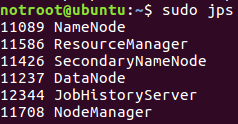 notroot@ubuntu:~$ sudo jps
11089 NameNode
11586 ResourceManager
11426 SecondaryNameNode
11237 DataNode
12344 JobHistoryServer
11708 NodeManager